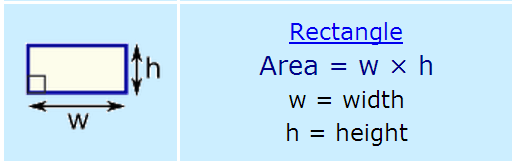 h
w
Rectangle
Area = w × h
w = width
h = height